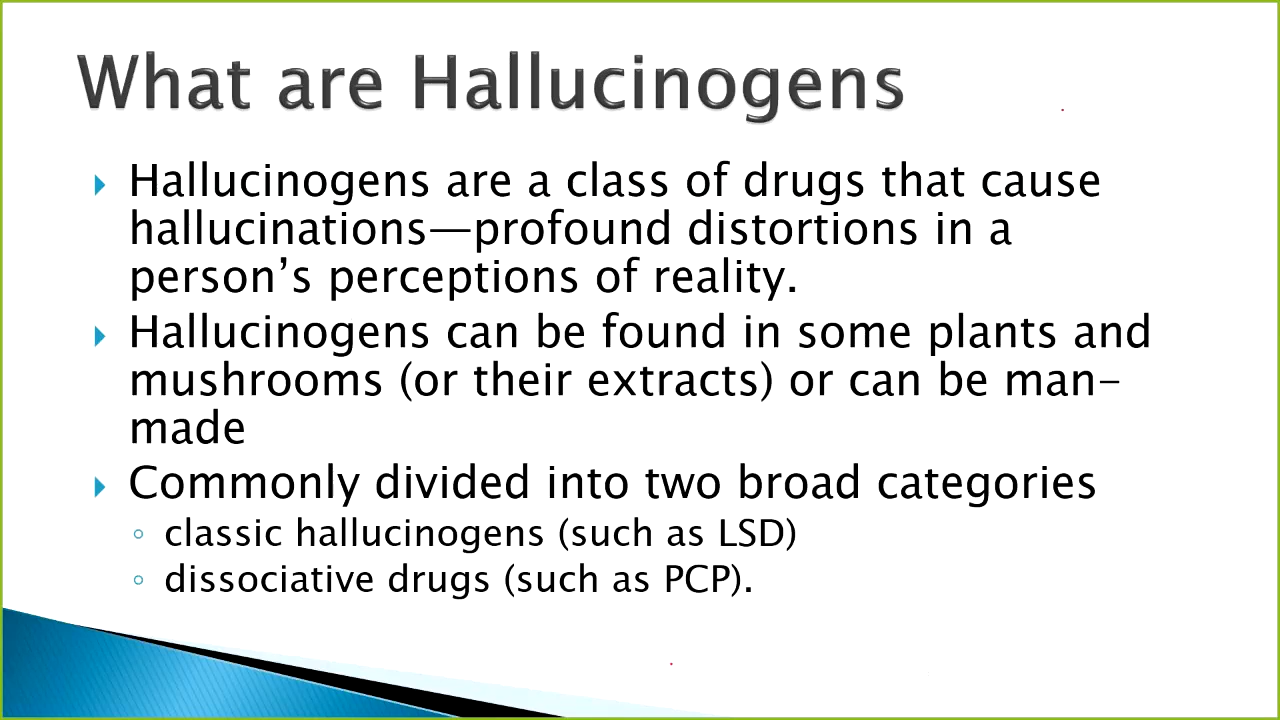 What are Hallucinogens
Hallucinogens are a class of drugs that cause
hallucinations—profound distortions in a
person’s perceptions of reality.
Hallucinogens can be found in some plants and
mushrooms (or their extracts) or can be man-
made
Commonly divided into two broad categories
classic hallucinogens (such as LSD)
dissociative drugs (such as PCP).